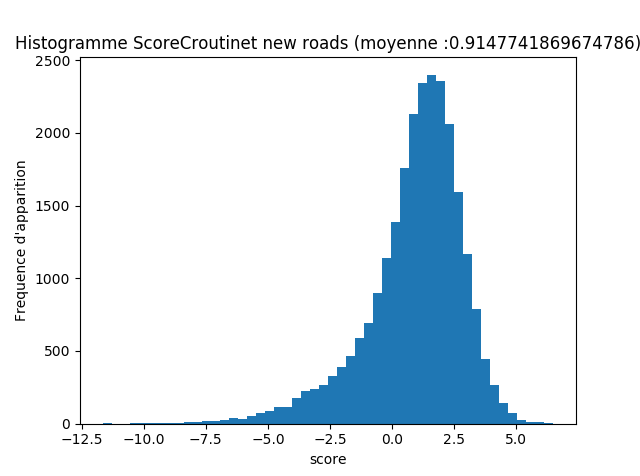 Histogramme ScoreCroutinet new roads (moyenne :0.9147741869674786)
2500
2000
1500
1000
500
0
Frequence d'apparition
−12.5 −10.0 −7.5 −5.0 −2.5 0.0 2.5 5.0
score